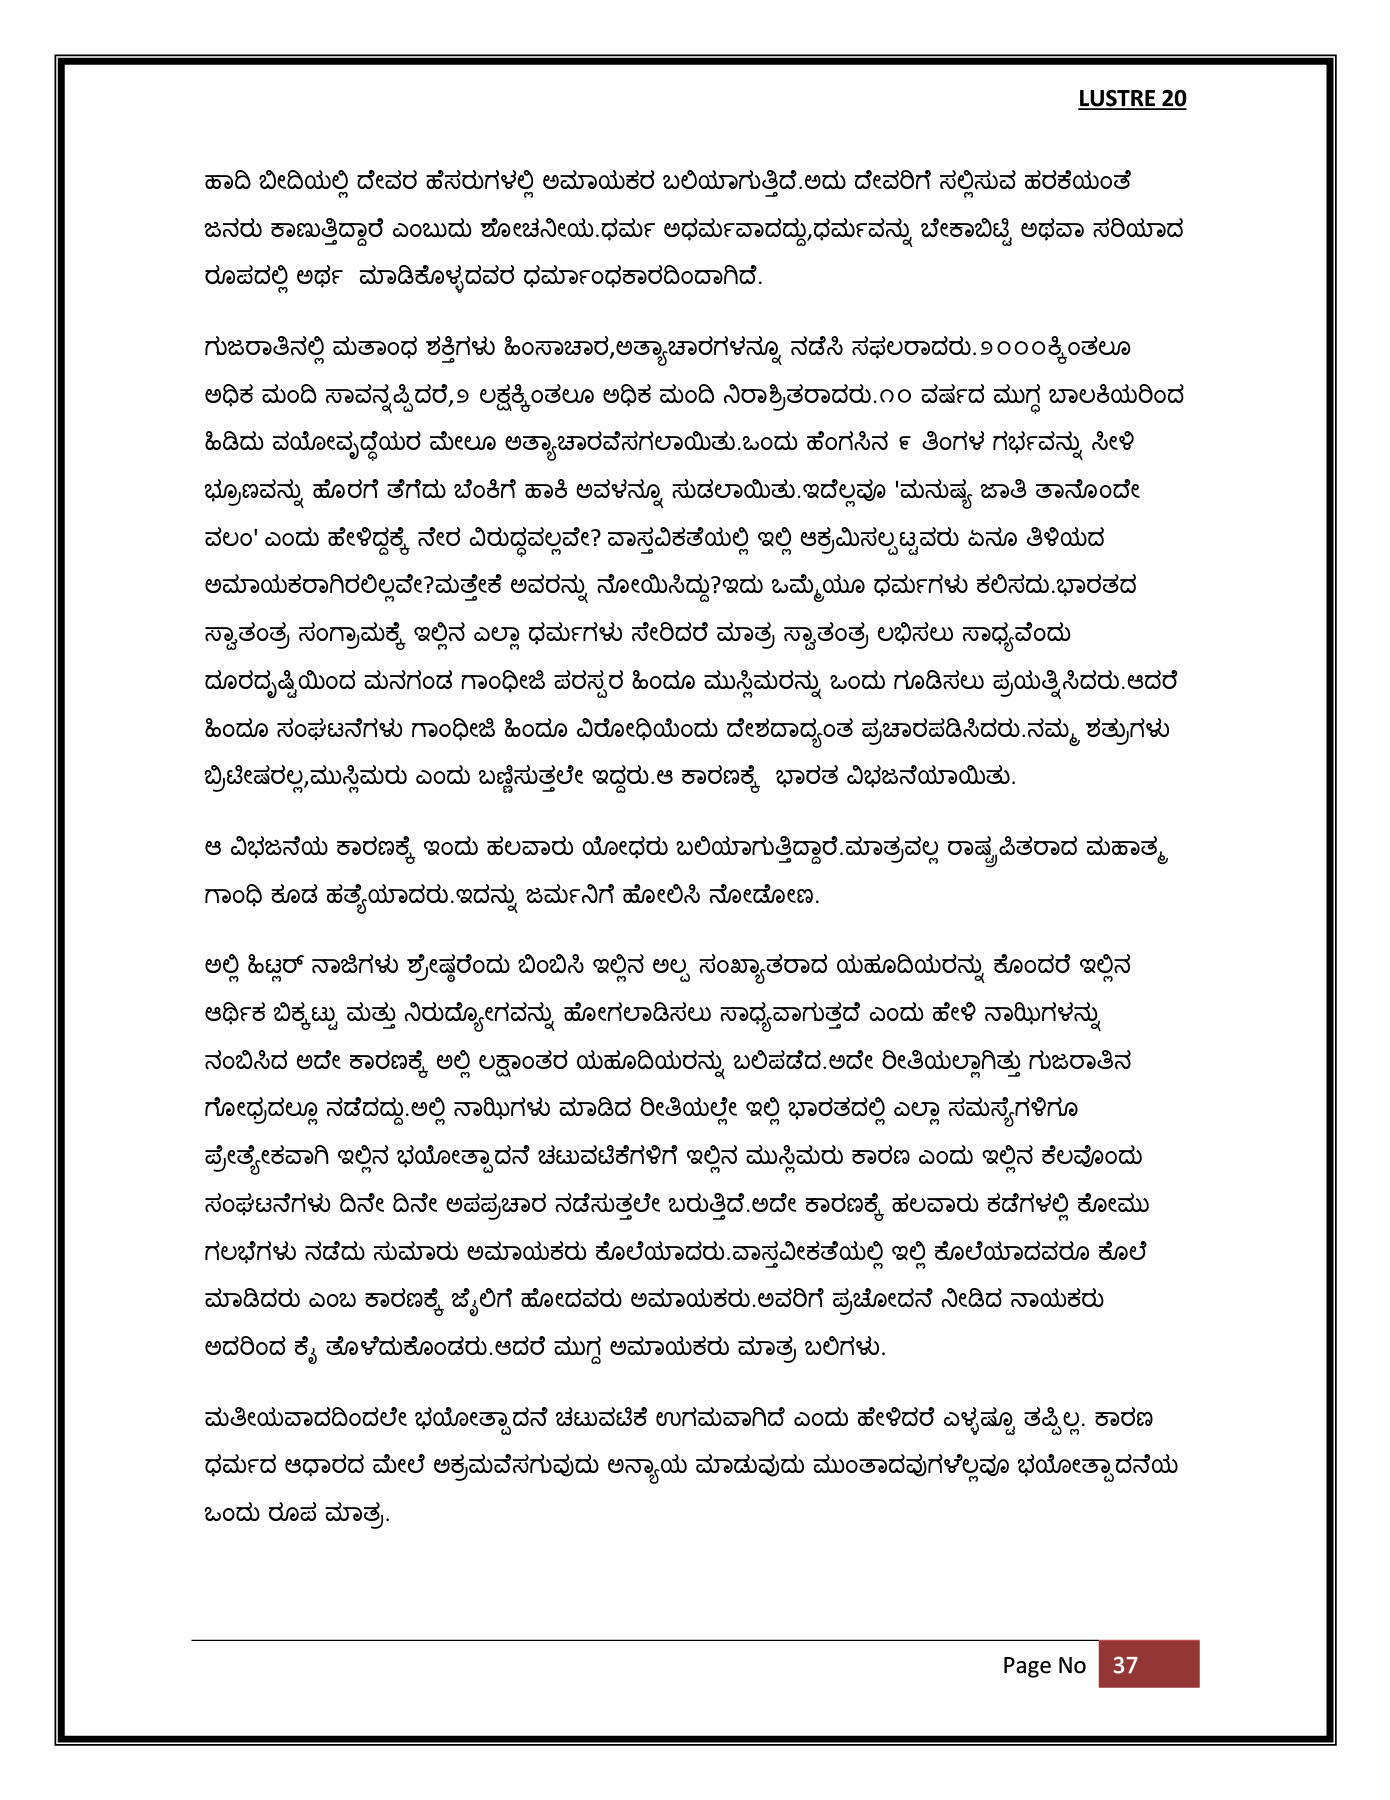 LUSTRE 20
ಹಾದಿ ಬೀದಿಯಲ್ಲಿ ದೇವರ ಹೆಸರುಗಳಲ್ಲಿ ಅಮಾಯಕರ ಬಲಿಯಾಗುತ್ತಿದೆ.ಅದು ದೇವರಿಗೆ ಸಲ್ಲಿಸುವ ಹರಕೆಯಂತೆ
ಜನರು ಕಾಣುತ್ತಿದ್ದಾರೆ ಎಂಬುದು ಶೋಚನೀಯ.ಧರ್ಮ ಅಧರ್ಮವಾದದ್ದು,ಧರ್ಮವನ್ನು ಬೇಕಾಬಿಟ್ಟಿ ಅಥವಾ ಸರಿಯಾದ
ರೂಪದಲ್ಲಿ ಅರ್ಥ  ಮಾಡಿಕೊಳ್ಳದವರ ಧರ್ಮಾಂಧಕಾರದಿಂದಾಗಿದೆ.
ಗುಜರಾತಿನಲ್ಲಿ ಮತಾಂಧ ಶಕ್ತಿಗಳು ಹಿಂಸಾಚಾರ,ಅತ್ಯಾಚಾರಗಳನ್ನೂ ನಡೆಸಿ ಸಫಲರಾದರು.೨೦೦೦ಕ್ಕಿಂತಲೂ
ಅಧಿಕ ಮಂದಿ ಸಾವನ್ನಪ್ಪಿದರೆ,೨ ಲಕ್ಷಕ್ಕಿಂತಲೂ ಅಧಿಕ ಮಂದಿ ನಿರಾಶ್ರಿತರಾದರು.೧೦ ವರ್ಷದ ಮುಗ್ಧ ಬಾಲಕಿಯರಿಂದ
ಹಿಡಿದು ವಯೋವೃದ್ಧೆಯರ ಮೇಲೂ ಅತ್ಯಾಚಾರವೆಸಗಲಾಯಿತು.ಒಂದು ಹೆಂಗಸಿನ ೯ ತಿಂಗಳ ಗರ್ಭವನ್ನು ಸೀಳಿ
ಭ್ರೂಣವನ್ನು ಹೊರಗೆ ತೆಗೆದು ಬೆಂಕಿಗೆ ಹಾಕಿ ಅವಳನ್ನೂ ಸುಡಲಾಯಿತು.ಇದೆಲ್ಲವೂ 'ಮನುಷ್ಯ ಜಾತಿ ತಾನೊಂದೇ
ವಲಂ' ಎಂದು ಹೇಳಿದ್ದಕ್ಕೆ ನೇರ ವಿರುದ್ಧವಲ್ಲವೇ? ವಾಸ್ತವಿಕತೆಯಲ್ಲಿ ಇಲ್ಲಿ ಆಕ್ರಮಿಸಲ್ಪಟ್ಟವರು ಏನೂ ತಿಳಿಯದ
ಅಮಾಯಕರಾಗಿರಲಿಲ್ಲವೇ?ಮತ್ತೇಕೆ ಅವರನ್ನು ನೋಯಿಸಿದ್ದು?ಇದು ಒಮ್ಮೆಯೂ ಧರ್ಮಗಳು ಕಲಿಸದು.ಭಾರತದ
ಸ್ವಾತಂತ್ರ ಸಂಗ್ರಾಮಕ್ಕೆ ಇಲ್ಲಿನ ಎಲ್ಲಾ ಧರ್ಮಗಳು ಸೇರಿದರೆ ಮಾತ್ರ ಸ್ವಾತಂತ್ರ ಲಭಿಸಲು ಸಾಧ್ಯವೆಂದು
ದೂರದೃಷ್ಟಿಯಿಂದ ಮನಗಂಡ ಗಾಂಧೀಜಿ ಪರಸ್ಪರ ಹಿಂದೂ ಮುಸ್ಲಿಮರನ್ನು ಒಂದು ಗೂಡಿಸಲು ಪ್ರಯತ್ನಿಸಿದರು.ಆದರೆ
ಹಿಂದೂ ಸಂಘಟನೆಗಳು ಗಾಂಧೀಜಿ ಹಿಂದೂ ವಿರೋಧಿಯೆಂದು ದೇಶದಾದ್ಯಂತ ಪ್ರಚಾರಪಡಿಸಿದರು.ನಮ್ಮ ಶತ್ರುಗಳು
ಬ್ರಿಟೀಷರಲ್ಲ,ಮುಸ್ಲಿಮರು ಎಂದು ಬಣ್ಣಿಸುತ್ತಲೇ ಇದ್ದರು.ಆ ಕಾರಣಕ್ಕೆ  ಭಾರತ ವಿಭಜನೆಯಾಯಿತು.
ಆ ವಿಭಜನೆಯ ಕಾರಣಕ್ಕೆ ಇಂದು ಹಲವಾರು ಯೋಧರು ಬಲಿಯಾಗುತ್ತಿದ್ದಾರೆ.ಮಾತ್ರವಲ್ಲ ರಾಷ್ಟ್ರಪಿತರಾದ ಮಹಾತ್ಮ
ಗಾಂಧಿ ಕೂಡ ಹತ್ಯೆಯಾದರು.ಇದನ್ನು ಜರ್ಮನಿಗೆ ಹೋಲಿಸಿ ನೋಡೋಣ.
ಅಲ್ಲಿ ಹಿಟ್ಲರ್ ನಾಜಿಗಳು ಶ್ರೇಷ್ಠರೆಂದು ಬಿಂಬಿಸಿ ಇಲ್ಲಿನ ಅಲ್ಪ ಸಂಖ್ಯಾತರಾದ ಯಹೂದಿಯರನ್ನು ಕೊಂದರೆ ಇಲ್ಲಿನ
ಆರ್ಥಿಕ ಬಿಕ್ಕಟ್ಟು ಮತ್ತು ನಿರುದ್ಯೋಗವನ್ನು ಹೋಗಲಾಡಿಸಲು ಸಾಧ್ಯವಾಗುತ್ತದೆ ಎಂದು ಹೇಳಿ ನಾಝಿಗಳನ್ನು
ನಂಬಿಸಿದ ಅದೇ ಕಾರಣಕ್ಕೆ ಅಲ್ಲಿ ಲಕ್ಷಾಂತರ ಯಹೂದಿಯರನ್ನು ಬಲಿಪಡೆದ.ಅದೇ ರೀತಿಯಲ್ಲಾಗಿತ್ತು ಗುಜರಾತಿನ
ಗೋಧ್ರದಲ್ಲೂ ನಡೆದದ್ದು.ಅಲ್ಲಿ ನಾಝಿಗಳು ಮಾಡಿದ ರೀತಿಯಲ್ಲೇ ಇಲ್ಲಿ ಭಾರತದಲ್ಲಿ ಎಲ್ಲಾ ಸಮಸ್ಯೆಗಳಿಗೂ
ಪ್ರೇತ್ಯೇಕವಾಗಿ ಇಲ್ಲಿನ ಭಯೋತ್ಪಾದನೆ ಚಟುವಟಿಕೆಗಳಿಗೆ ಇಲ್ಲಿನ ಮುಸ್ಲಿಮರು ಕಾರಣ ಎಂದು ಇಲ್ಲಿನ ಕೆಲವೊಂದು
ಸಂಘಟನೆಗಳು ದಿನೇ ದಿನೇ ಅಪಪ್ರಚಾರ ನಡೆಸುತ್ತಲೇ ಬರುತ್ತಿದೆ.ಅದೇ ಕಾರಣಕ್ಕೆ ಹಲವಾರು ಕಡೆಗಳಲ್ಲಿ ಕೋಮು
ಗಲಭೆಗಳು ನಡೆದು ಸುಮಾರು ಅಮಾಯಕರು ಕೊಲೆಯಾದರು.ವಾಸ್ತವೀಕತೆಯಲ್ಲಿ ಇಲ್ಲಿ ಕೊಲೆಯಾದವರೂ ಕೊಲೆ
ಮಾಡಿದರು ಎಂಬ ಕಾರಣಕ್ಕೆ ಜೈಲಿಗೆ ಹೋದವರು ಅಮಾಯಕರು.ಅವರಿಗೆ ಪ್ರಚೋದನೆ ನೀಡಿದ ನಾಯಕರು
ಅದರಿಂದ ಕೈ ತೊಳೆದುಕೊಂಡರು.ಆದರೆ ಮುಗ್ದ ಅಮಾಯಕರು ಮಾತ್ರ ಬಲಿಗಳು.
ಮತೀಯವಾದದಿಂದಲೇ ಭಯೋತ್ಪಾದನೆ ಚಟುವಟಿಕೆ ಉಗಮವಾಗಿದೆ ಎಂದು ಹೇಳಿದರೆ ಎಳ್ಳಷ್ಟೂ ತಪ್ಪಿಲ್ಲ. ಕಾರಣ
ಧರ್ಮದ ಆಧಾರದ ಮೇಲೆ ಅಕ್ರಮವೆಸಗುವುದು ಅನ್ಯಾಯ ಮಾಡುವುದು ಮುಂತಾದವುಗಳೆಲ್ಲವೂ ಭಯೋತ್ಪಾದನೆಯ
ಒಂದು ರೂಪ ಮಾತ್ರ.
Page No 37